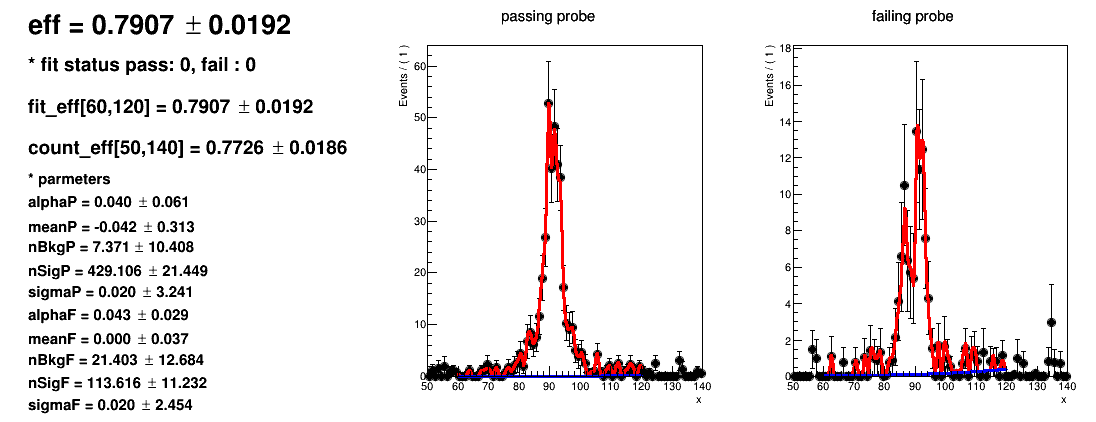 eff = 0.7907 ± 0.0192
* fit status pass: 0, fail : 0
fit_eff[60,120] = 0.7907 ± 0.0192
count_eff[50,140] = 0.7726 ± 0.0186
* parmeters
alphaP = 0.040 ± 0.061
meanP = -0.042 ± 0.313
nBkgP = 7.371 ± 10.408
nSigP = 429.106 ± 21.449
sigmaP = 0.020 ± 3.241
alphaF = 0.043 ± 0.029
meanF = 0.000 ± 0.037
nBkgF = 21.403 ± 12.684
nSigF = 113.616 ± 11.232
sigmaF = 0.020 ± 2.454
passing probe
Events / ( 1 )
60
50
40
30
20
10
0
50 60 70 80 90 100 110 120 130 140
x
failing probe
Events / ( 1 )
18
16
14
12
10
8
6
4
2
0
50 60 70 80 90 100 110 120 130 140
x